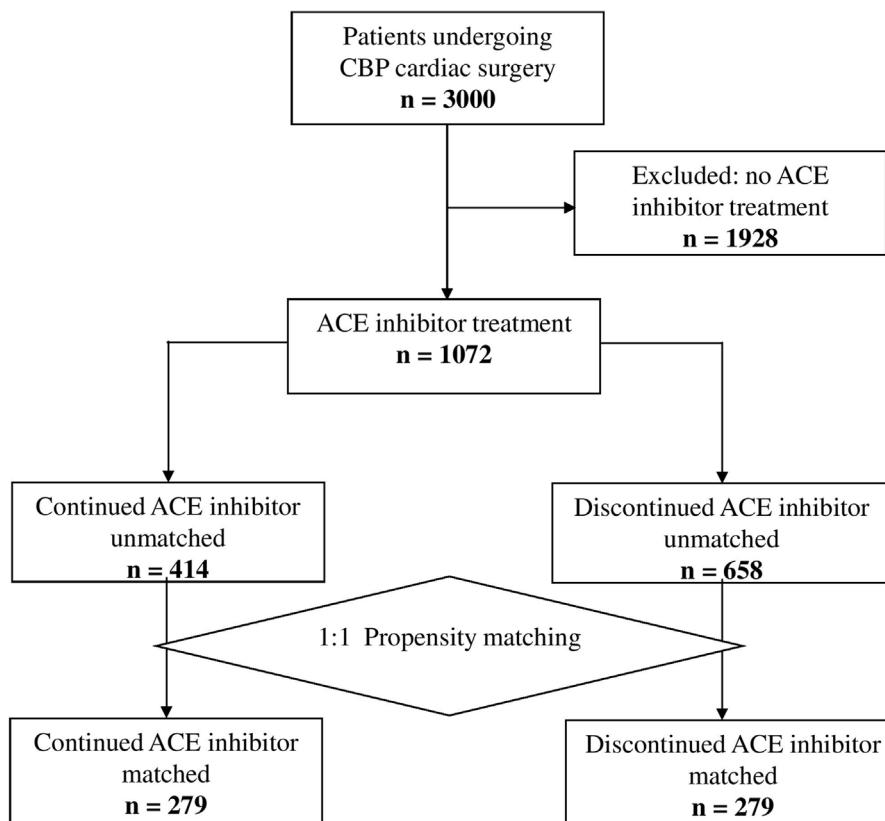 Patients undergoing
CBP cardiac surgery
n = 3000
Excluded: no ACE
inhibitor treatment
n = 1928
ACE inhibitor treatment
n = 1072
Continued ACE inhibitor
unmatched
n = 414
Discontinued ACE inhibitor
unmatched
n = 658
1:1 Propensity matching
Continued ACE inhibitor
matched
n = 279
Discontinued ACE inhibitor
matched
n = 279